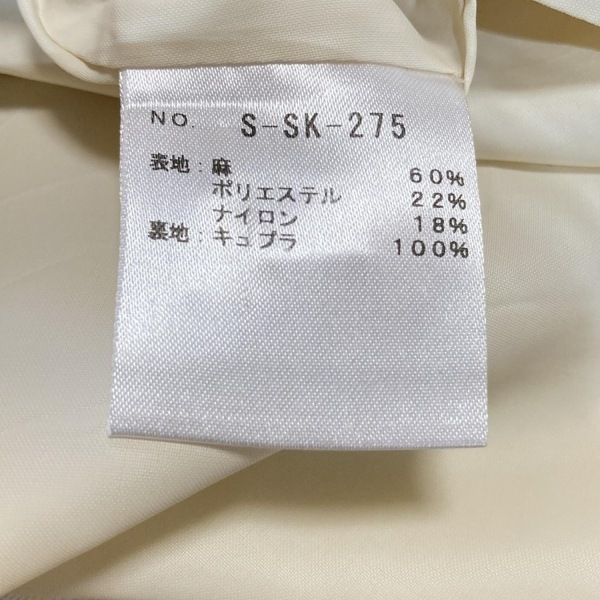 NO. S-SK-275
表地:麻 60%
ポリエステル 22%
ナイロン 18%
裏地:キュプラ 100%